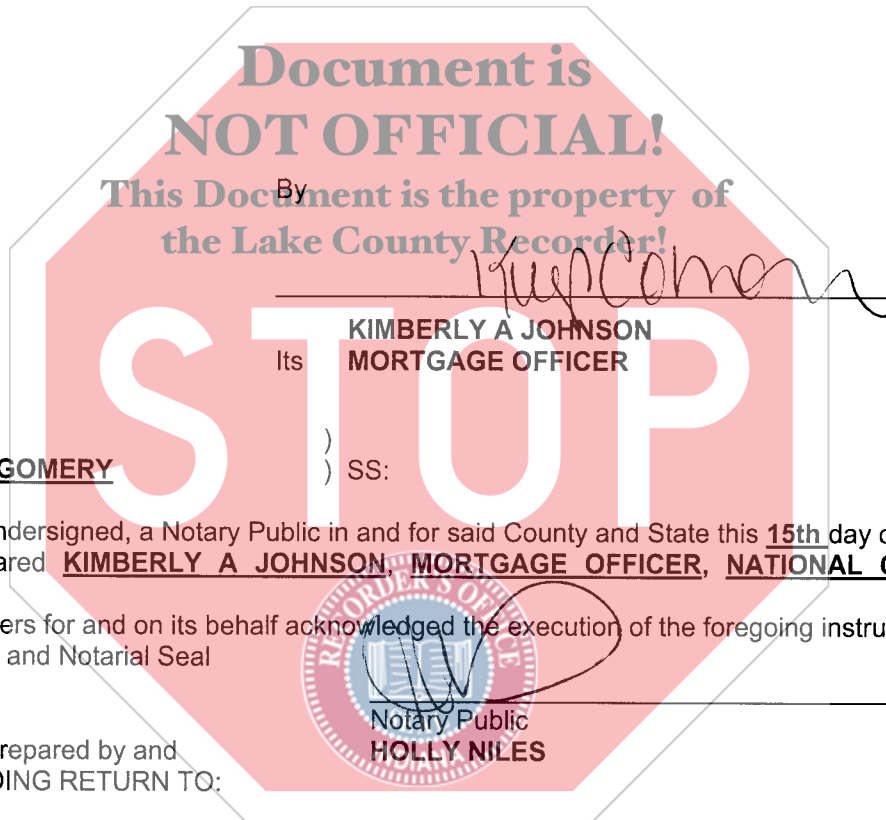 Document is
NOT OFFICIAL!
This Document is the property of
the Lake County Recorder!
By
KIMBERLY A JOHNSON
Its MORTGAGE OFFICER
STOP
GOMERY ) SS:
)
ndersigned, a Notary Public in and for said County and State this 15th day
ared KIMBERLY A JOHNSON, MORTGAGE OFFICER, NATIONAL
ers for and on its behalf acknowledged the execution of the foregoing instru
and Notarial Seal
RECORDER'S OFFICE
Notary Public
HOLLY NILES
repared by and
DING RETURN TO: